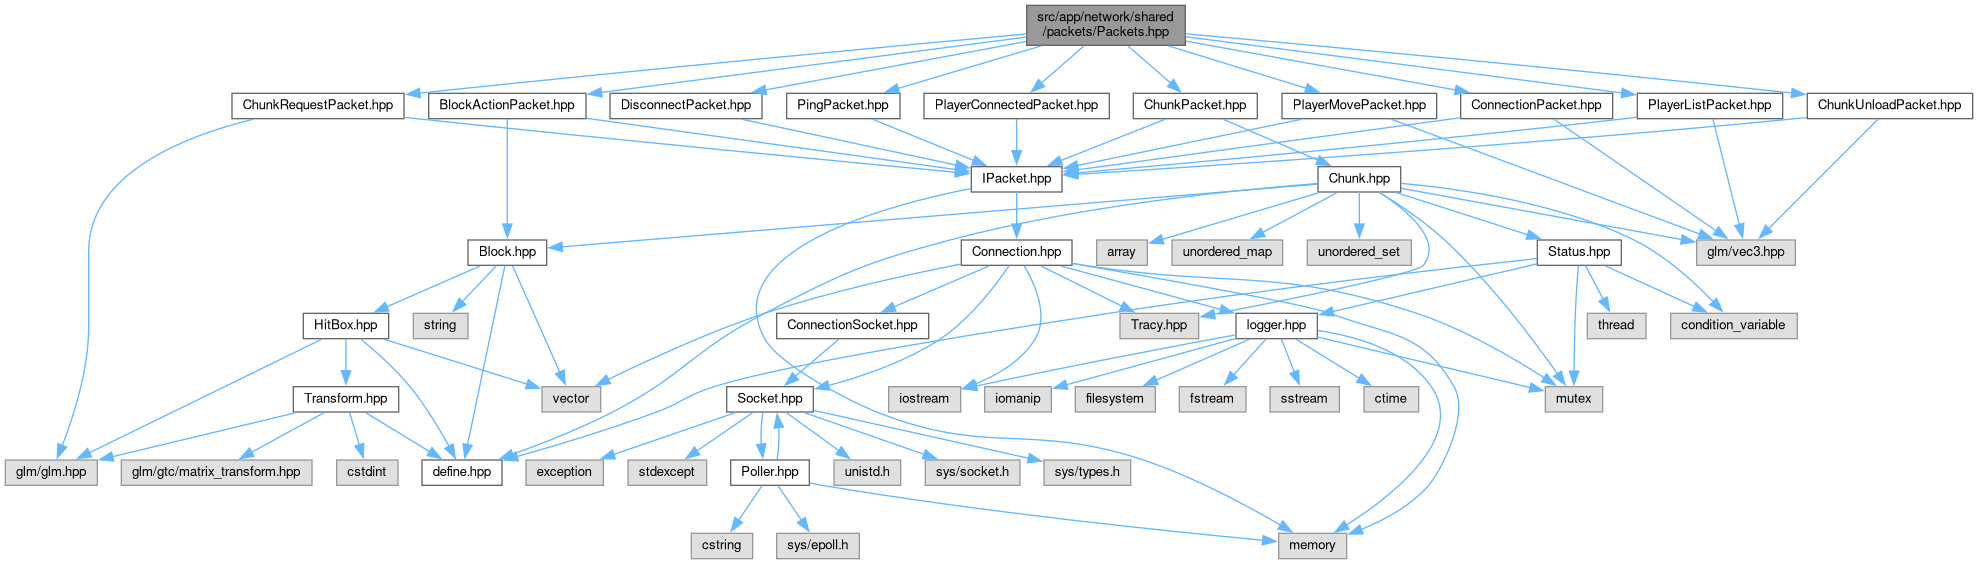 src/app/network/shared
/packets/Packets.hpp
ChunkRequestPacket.hpp
BlockActionPacket.hpp
DisconnectPacket.hpp
PingPacket.hpp
PlayerConnectedPacket.hpp
ChunkPacket.hpp
PlayerMovePacket.hpp
ConnectionPacket.hpp
PlayerListPacket.hpp
ChunkUnloadPacket.hpp
IPacket.hpp
Chunk.hpp
Block.hpp
Connection.hpp
array
unordered_map
unordered_set
Status.hpp
glm/vec3.hpp
HitBox.hpp
string
ConnectionSocket.hpp
Tracy.hpp
logger.hpp
thread
condition_variable
Transform.hpp
vector
Socket.hpp
iostream
iomanip
filesystem
fstream
sstream
ctime
mutex
glm/glm.hpp
glm/gtc/matrix_transform.hpp
cstdint
define.hpp
exception
stdexcept
Poller.hpp
unistd.h
sys/socket.h
sys/types.h
cstring
sys/epoll.h
memory